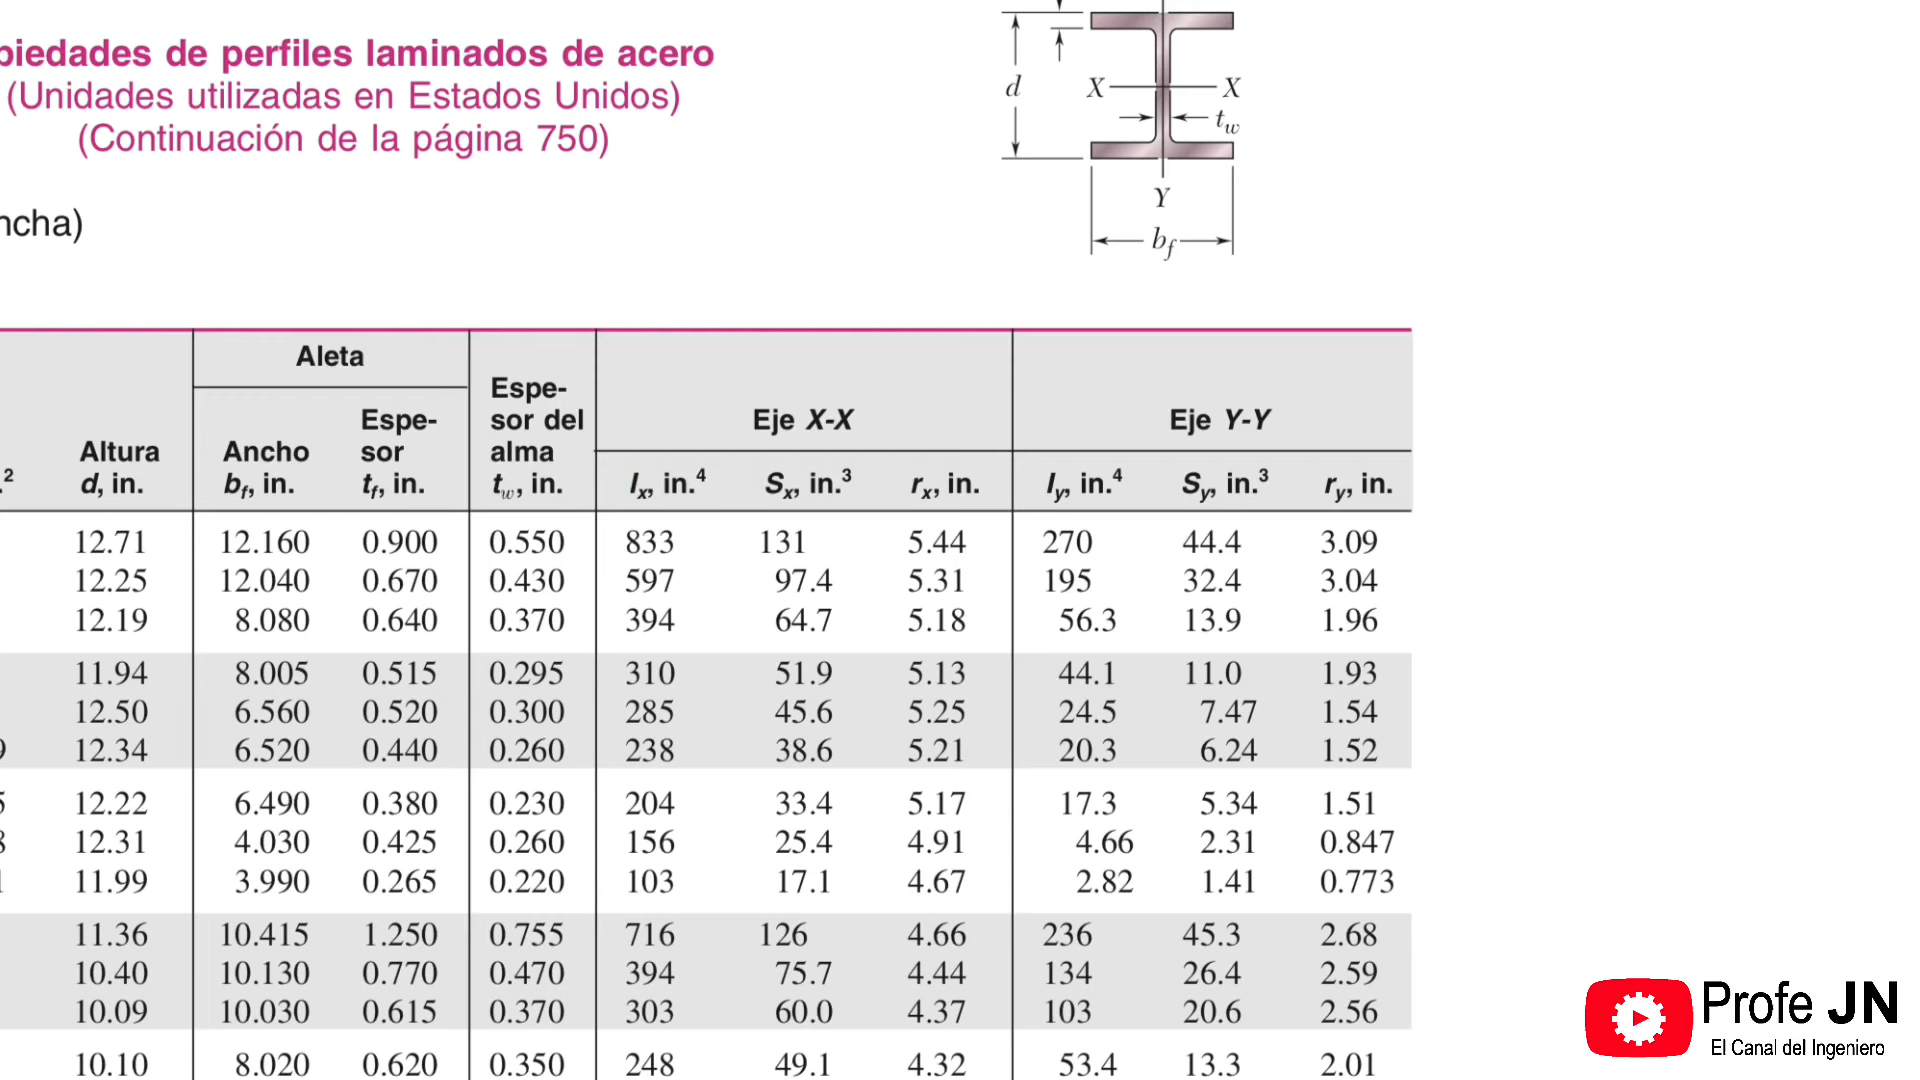 piedades de perfiles laminados de acero
(Unidades utilizadas en Estados Unidos)
(Continuación de la página 750)
ncha)
d
X X
t_w
Y
b_f
Aleta
Espe-
sor del
alma
t_w, in.
Altura
d, in.
Ancho
b_f, in.
Espe-
sor
t_f, in.
Eje X-X
Eje Y-Y
.²
I_x, in.⁴ S_x, in.³ r_x, in. I_y, in.⁴ S_y, in.³ r_y, in.
12.71 12.160 0.900 0.550 833 131 5.44 270 44.4 3.09
12.25 12.040 0.670 0.430 597 97.4 5.31 195 32.4 3.04
12.19 8.080 0.640 0.370 394 64.7 5.18 56.3 13.9 1.96
11.94 8.005 0.515 0.295 310 51.9 5.13 44.1 11.0 1.93
12.50 6.560 0.520 0.300 285 45.6 5.25 24.5 7.47 1.54
12.34 6.520 0.440 0.260 238 38.6 5.21 20.3 6.24 1.52
12.22 6.490 0.380 0.230 204 33.4 5.17 17.3 5.34 1.51
12.31 4.030 0.425 0.260 156 25.4 4.91 4.66 2.31 0.847
11.99 3.990 0.265 0.220 103 17.1 4.67 2.82 1.41 0.773
11.36 10.415 1.250 0.755 716 126 4.66 236 45.3 2.68
10.40 10.130 0.770 0.470 394 75.7 4.44 134 26.4 2.59
10.09 10.030 0.615 0.370 303 60.0 4.37 103 20.6 2.56
10.10 8.020 0.620 0.350 248 49.1 4.32 53.4 13.3 2.01
Profe JN
El Canal del Ingeniero